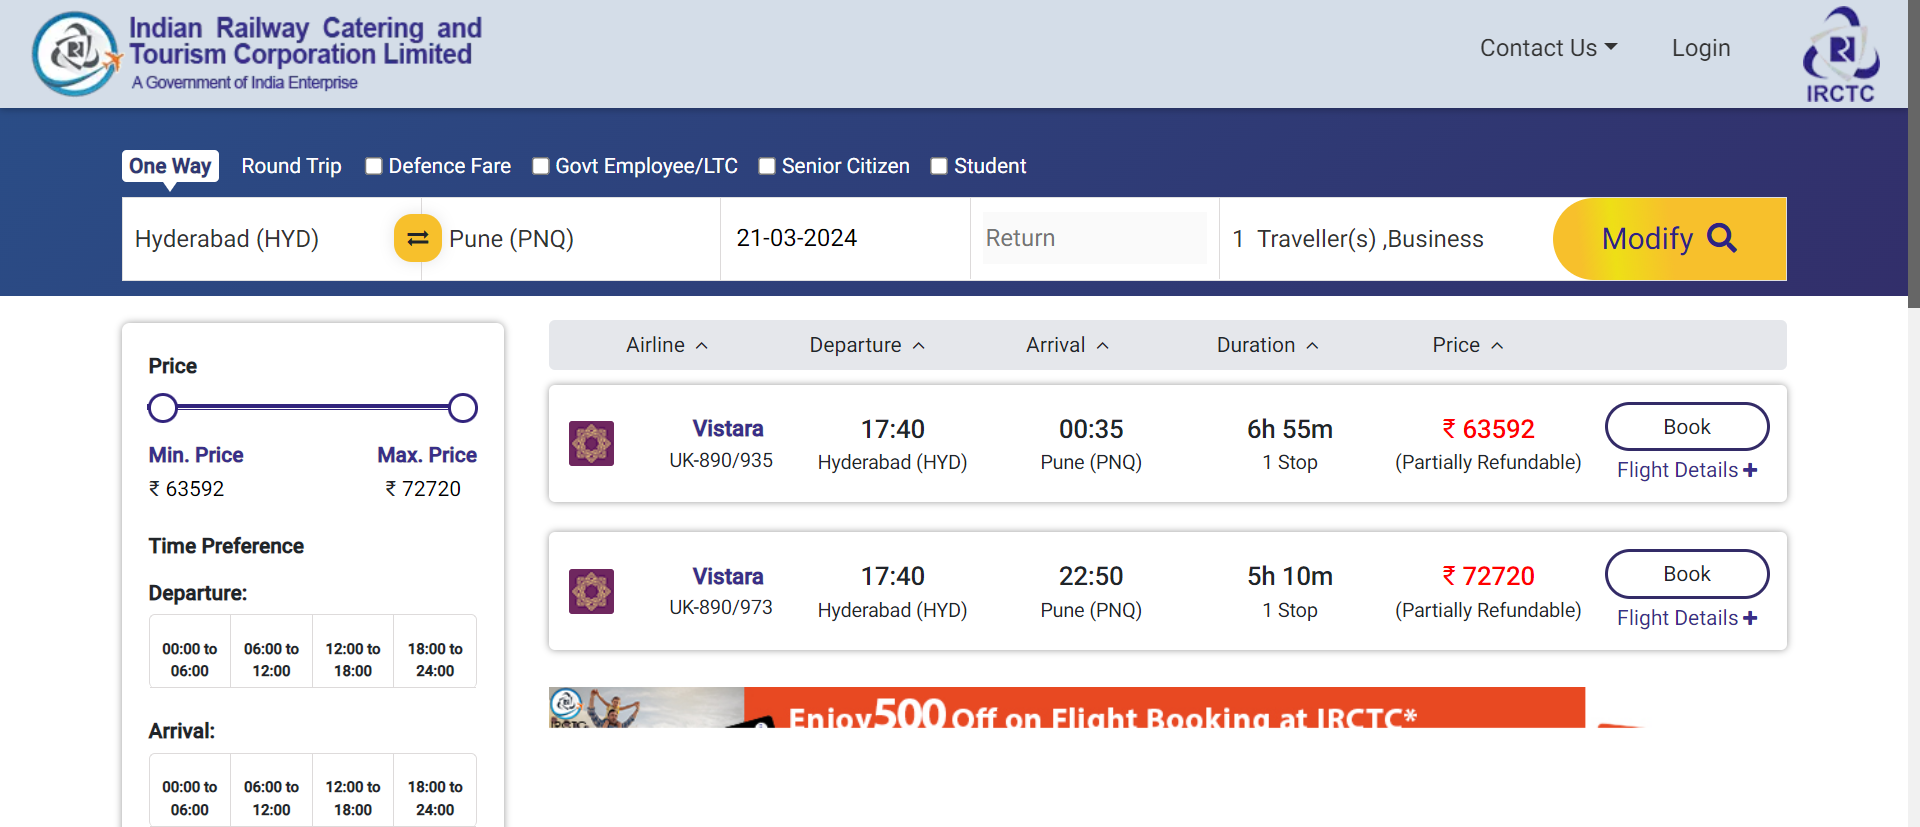 Indian Railway Catering and
Tourism Corporation Limited
A Government of India Enterprise
Contact Us
Login
IRCTC
One Way
Round Trip
Defence Fare
Govt Employee/LTC
Senior Citizen
Student
Hyderabad (HYD)
Pune (PNQ)
21-03-2024
Return
1 Traveller(s) ,Business
Modify
Price
Min. Price
Max. Price
₹ 63592
₹ 72720
Time Preference
Departure:
00:00 to
06:00
06:00 to
12:00
12:00 to
18:00
18:00 to
24:00
Arrival:
00:00 to
06:00
06:00 to
12:00
12:00 to
18:00
18:00 to
24:00
Airline
Departure
Arrival
Duration
Price
Vistara
UK-890/935
17:40
Hyderabad (HYD)
00:35
Pune (PNQ)
6h 55m
1 Stop
₹ 63592
(Partially Refundable)
Book
Flight Details
Vistara
UK-890/973
17:40
Hyderabad (HYD)
22:50
Pune (PNQ)
5h 10m
1 Stop
₹ 72720
(Partially Refundable)
Book
Flight Details
IRCTC
Enjoy 500 Off on Flight Booking at IRCTC*